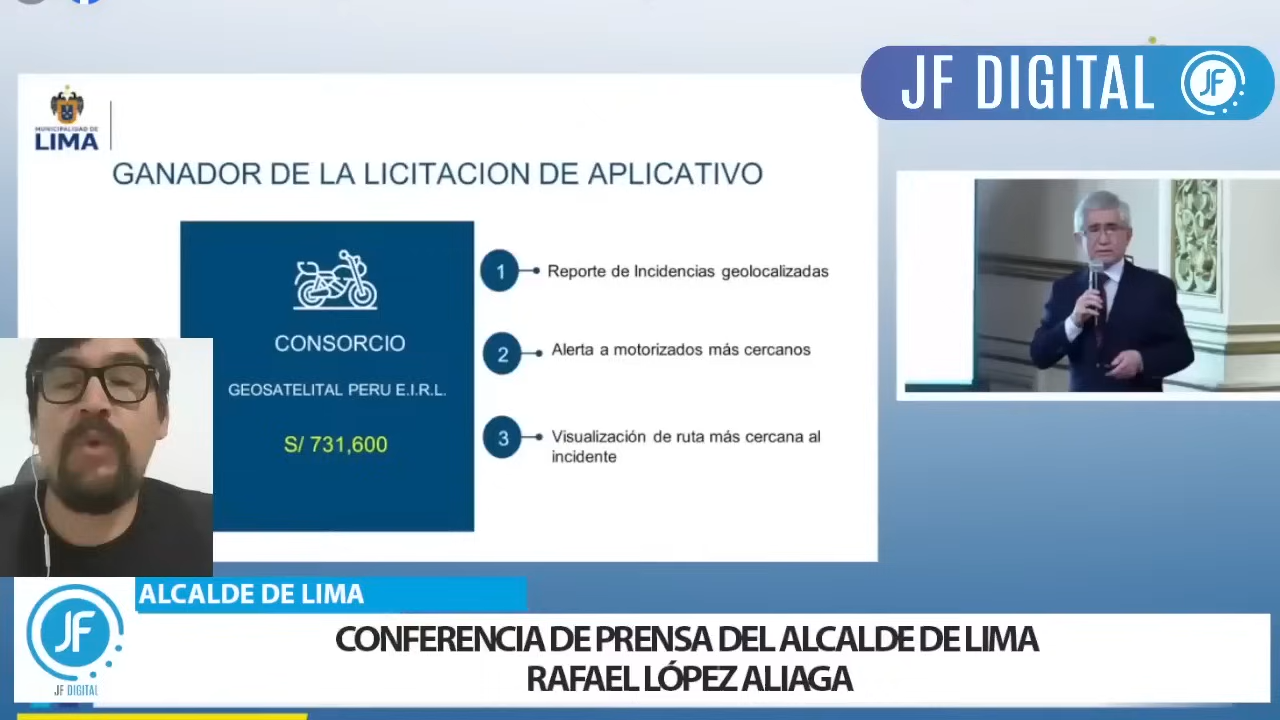 JF DIGITAL
JF
MUNICIPALIDAD DE
LIMA
GANADOR DE LA LICITACION DE APLICATIVO
CONSORCIO
GEOSATELITAL PERU E.I.R.L.
S/ 731,600
1
Reporte de Incidencias geolocalizadas
2
Alerta a motorizados más cercanos
3
Visualización de ruta más cercana al
incidente
ALCALDE DE LIMA
JF
JF DIGITAL
CONFERENCIA DE PRENSA DEL ALCALDE DE LIMA
RAFAEL LÓPEZ ALIAGA